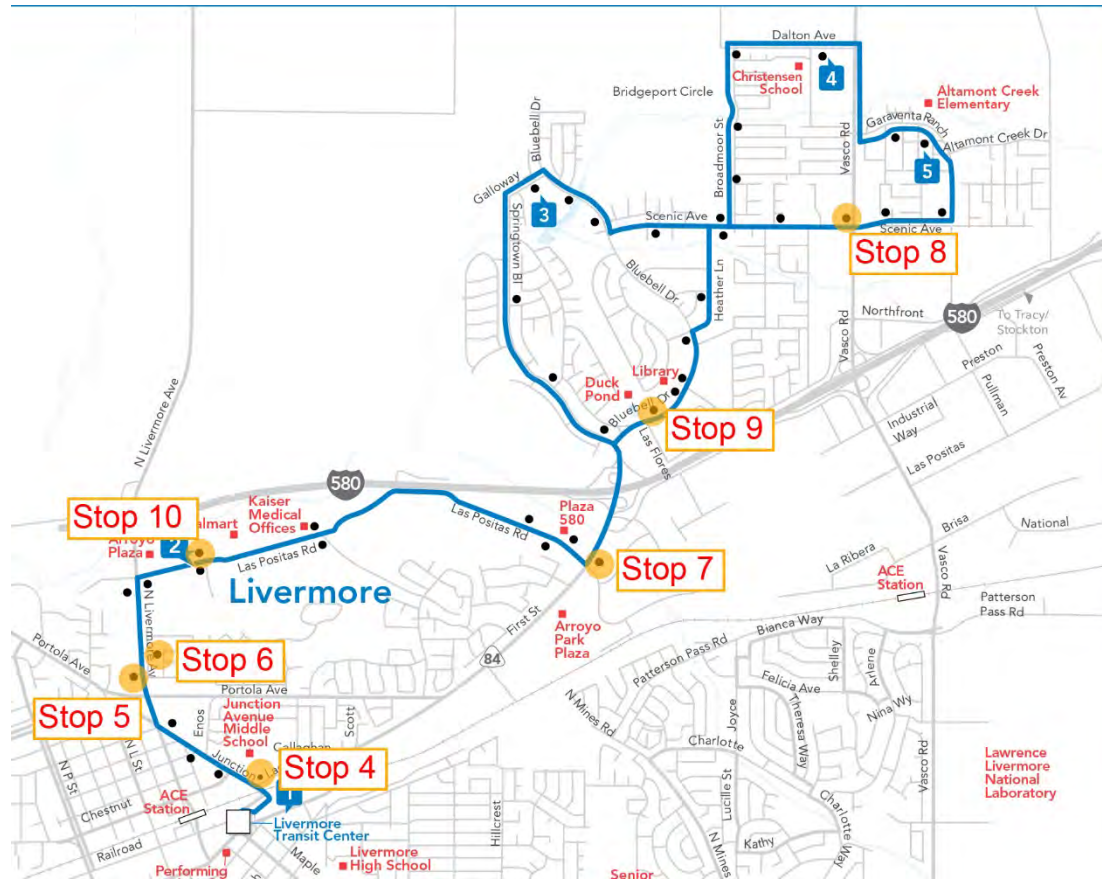 Dalton Ave
4
Christensen
School
Bridgeport Circle
Altamont Creek
Elementary
Garaventa Ranch
Altamont Creek Dr
5
Vasco Rd
Broadmoor St
Bluebell Dr
Galloway
3
Springtown Bl
Scenic Ave
Scenic Ave
Stop 8
Bluebell Dr
Heather Ln
580
To Tracy/
Stockton
Northfront
Vasco Rd
Preston
Pullman
Preston Av
Library
Duck
Pond
Bluebell Dr
Stop 9
Las Flores
Industrial
Way
Las Positas
N Livermore Ave
580
Kaiser
Medical
Offices
Stop 10
almart
Arroyo
Plaza
2
Las Positas Rd
Las Positas Rd
Plaza
580
Stop 7
Brisa
National
La Ribera
ACE
Station
Vasco Rd
Patterson
Pass Rd
Livermore
N Livermore Av
First St
84
Arroyo
Park
Plaza
Bianca Way
Patterson Pass Rd
Shelley
Arlene
Felicia Ave
Nina Wy
Theresa Way
Joyce
Portola Ave
Stop 6
Stop 5
Portola Ave
Enos
Junction
Avenue
Middle
School
Scott
Callaghan
N Mines Rd
Charlotte
N L St
N P St
Junction
La
Stop 4
1
Lucille St
Charlotte Way
Vasco Rd
Lawrence
Livermore
National
Laboratory
ACE
Station
Chestnut
Livermore
Transit Center
Hillcrest
Railroad
Maple
Livermore
High School
N Mines
Kathy
Performing
Senior